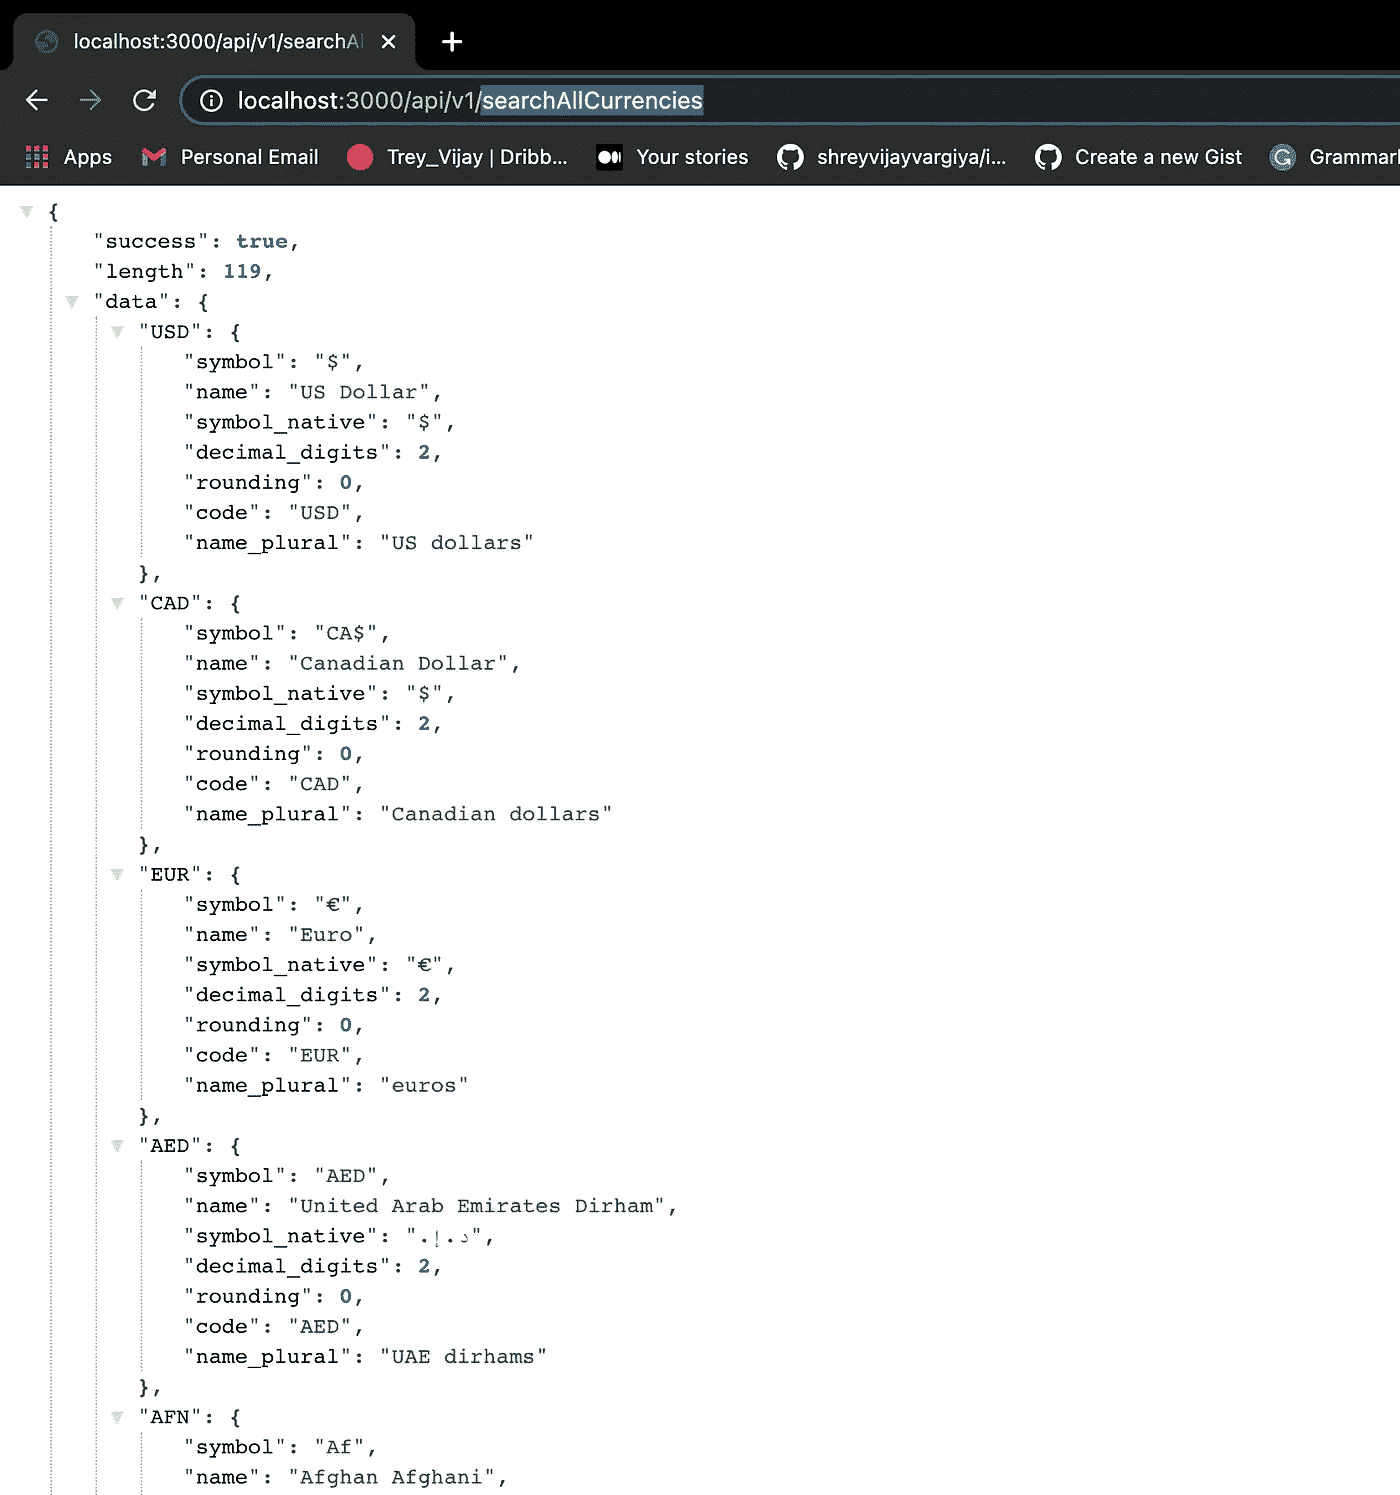 localhost:3000/api/v1/searchAl
localhost:3000/api/v1/searchAllCurrencies
Apps Personal Email Trey_Vijay | Dribb... Your stories shreyvijayvargiya/i... Create a new Gist Grammarl
{
"success": true,
"length": 119,
"data": {
"USD": {
"symbol": "$",
"name": "US Dollar",
"symbol_native": "$",
"decimal_digits": 2,
"rounding": 0,
"code": "USD",
"name_plural": "US dollars"
},
"CAD": {
"symbol": "CA$",
"name": "Canadian Dollar",
"symbol_native": "$",
"decimal_digits": 2,
"rounding": 0,
"code": "CAD",
"name_plural": "Canadian dollars"
},
"EUR": {
"symbol": "€",
"name": "Euro",
"symbol_native": "€",
"decimal_digits": 2,
"rounding": 0,
"code": "EUR",
"name_plural": "euros"
},
"AED": {
"symbol": "AED",
"name": "United Arab Emirates Dirham",
"symbol_native": "د.إ.",
"decimal_digits": 2,
"rounding": 0,
"code": "AED",
"name_plural": "UAE dirhams"
},
"AFN": {
"symbol": "Af",
"name": "Afghan Afghani",